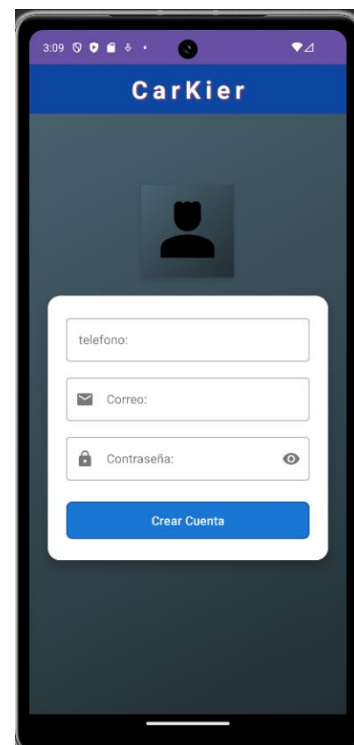 3:09
CarKier
telefono:
Correo:
Contraseña:
Crear Cuenta